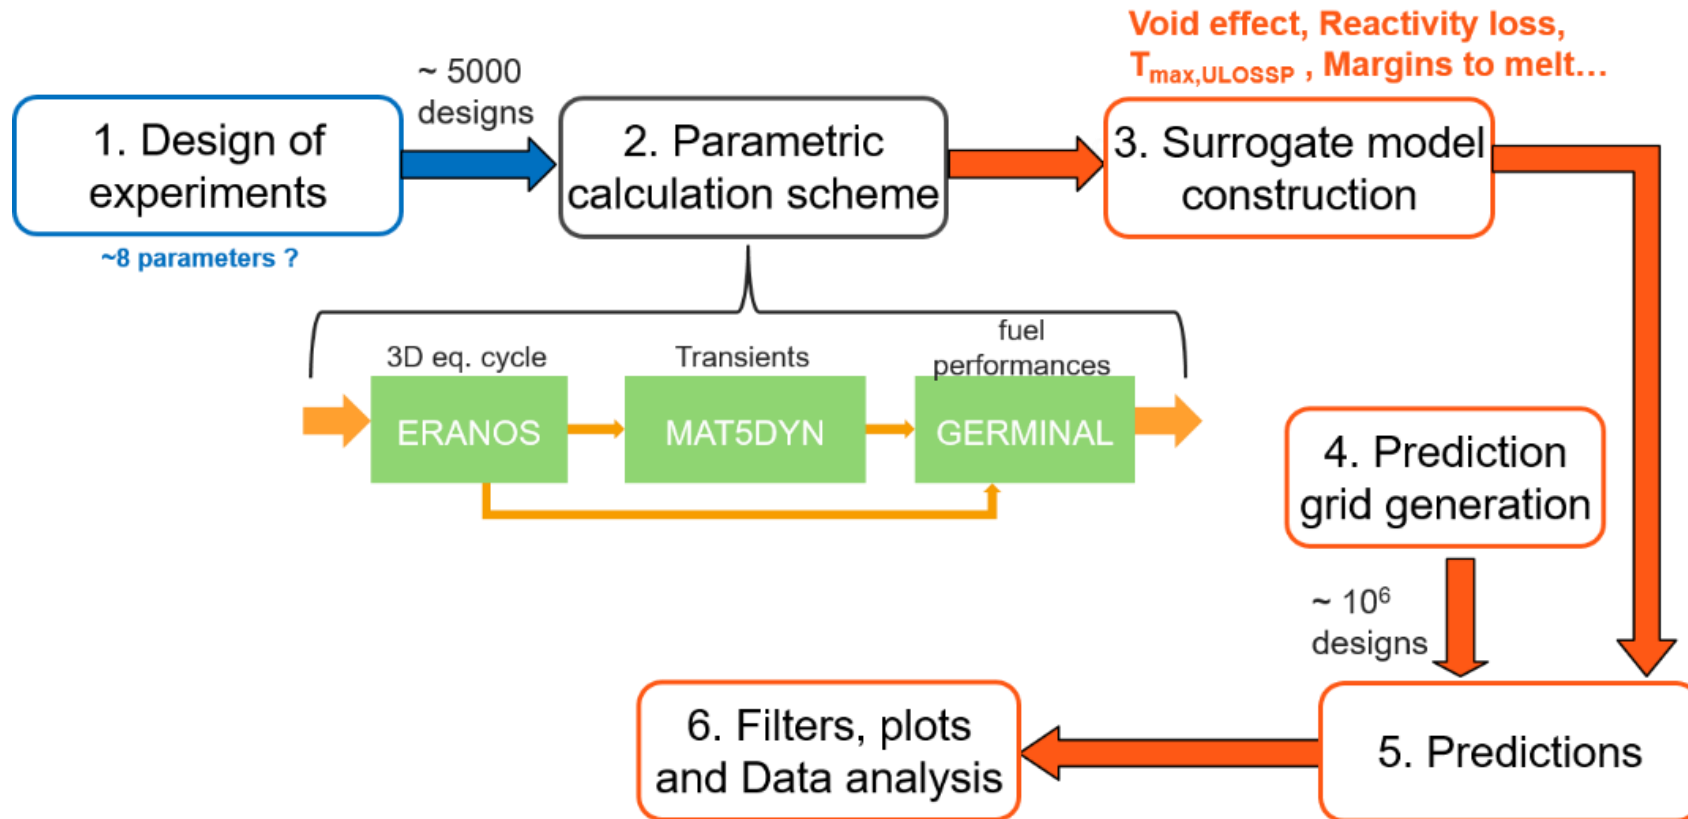 Void effect, Reactivity loss,
Tmax,ULOSSP , Margins to melt...
~ 5000
designs
1. Design of
experiments
2. Parametric
calculation scheme
3. Surrogate model
construction
~8 parameters ?
3D eq. cycle
Transients
fuel
performances
ERANOS
MAT5DYN
GERMINAL
4. Prediction
grid generation
~ 10⁶
designs
6. Filters, plots
and Data analysis
5. Predictions